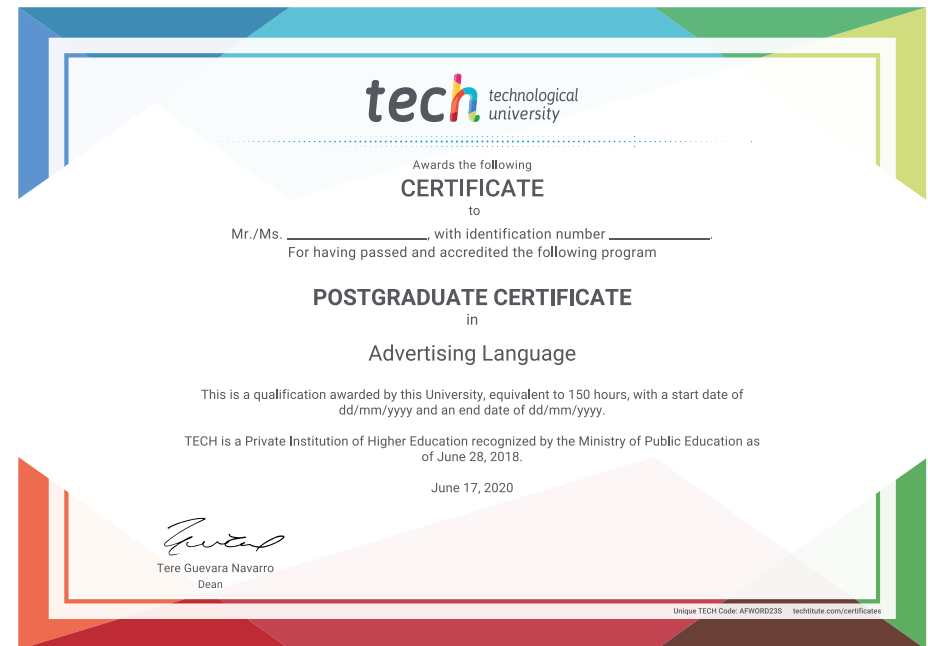 tech technological
university
Awards the following
CERTIFICATE
to
Mr./Ms. ____________________, with identification number ______________.
For having passed and accredited the following program
POSTGRADUATE CERTIFICATE
in
Advertising Language
This is a qualification awarded by this University, equivalent to 150 hours, with a start date of
dd/mm/yyyy and an end date of dd/mm/yyyy.
TECH is a Private Institution of Higher Education recognized by the Ministry of Public Education as
of June 28, 2018.
June 17, 2020
Tere Guevara Navarro
Dean
Unique TECH Code: AFWORD23S techtitute.com/certificates